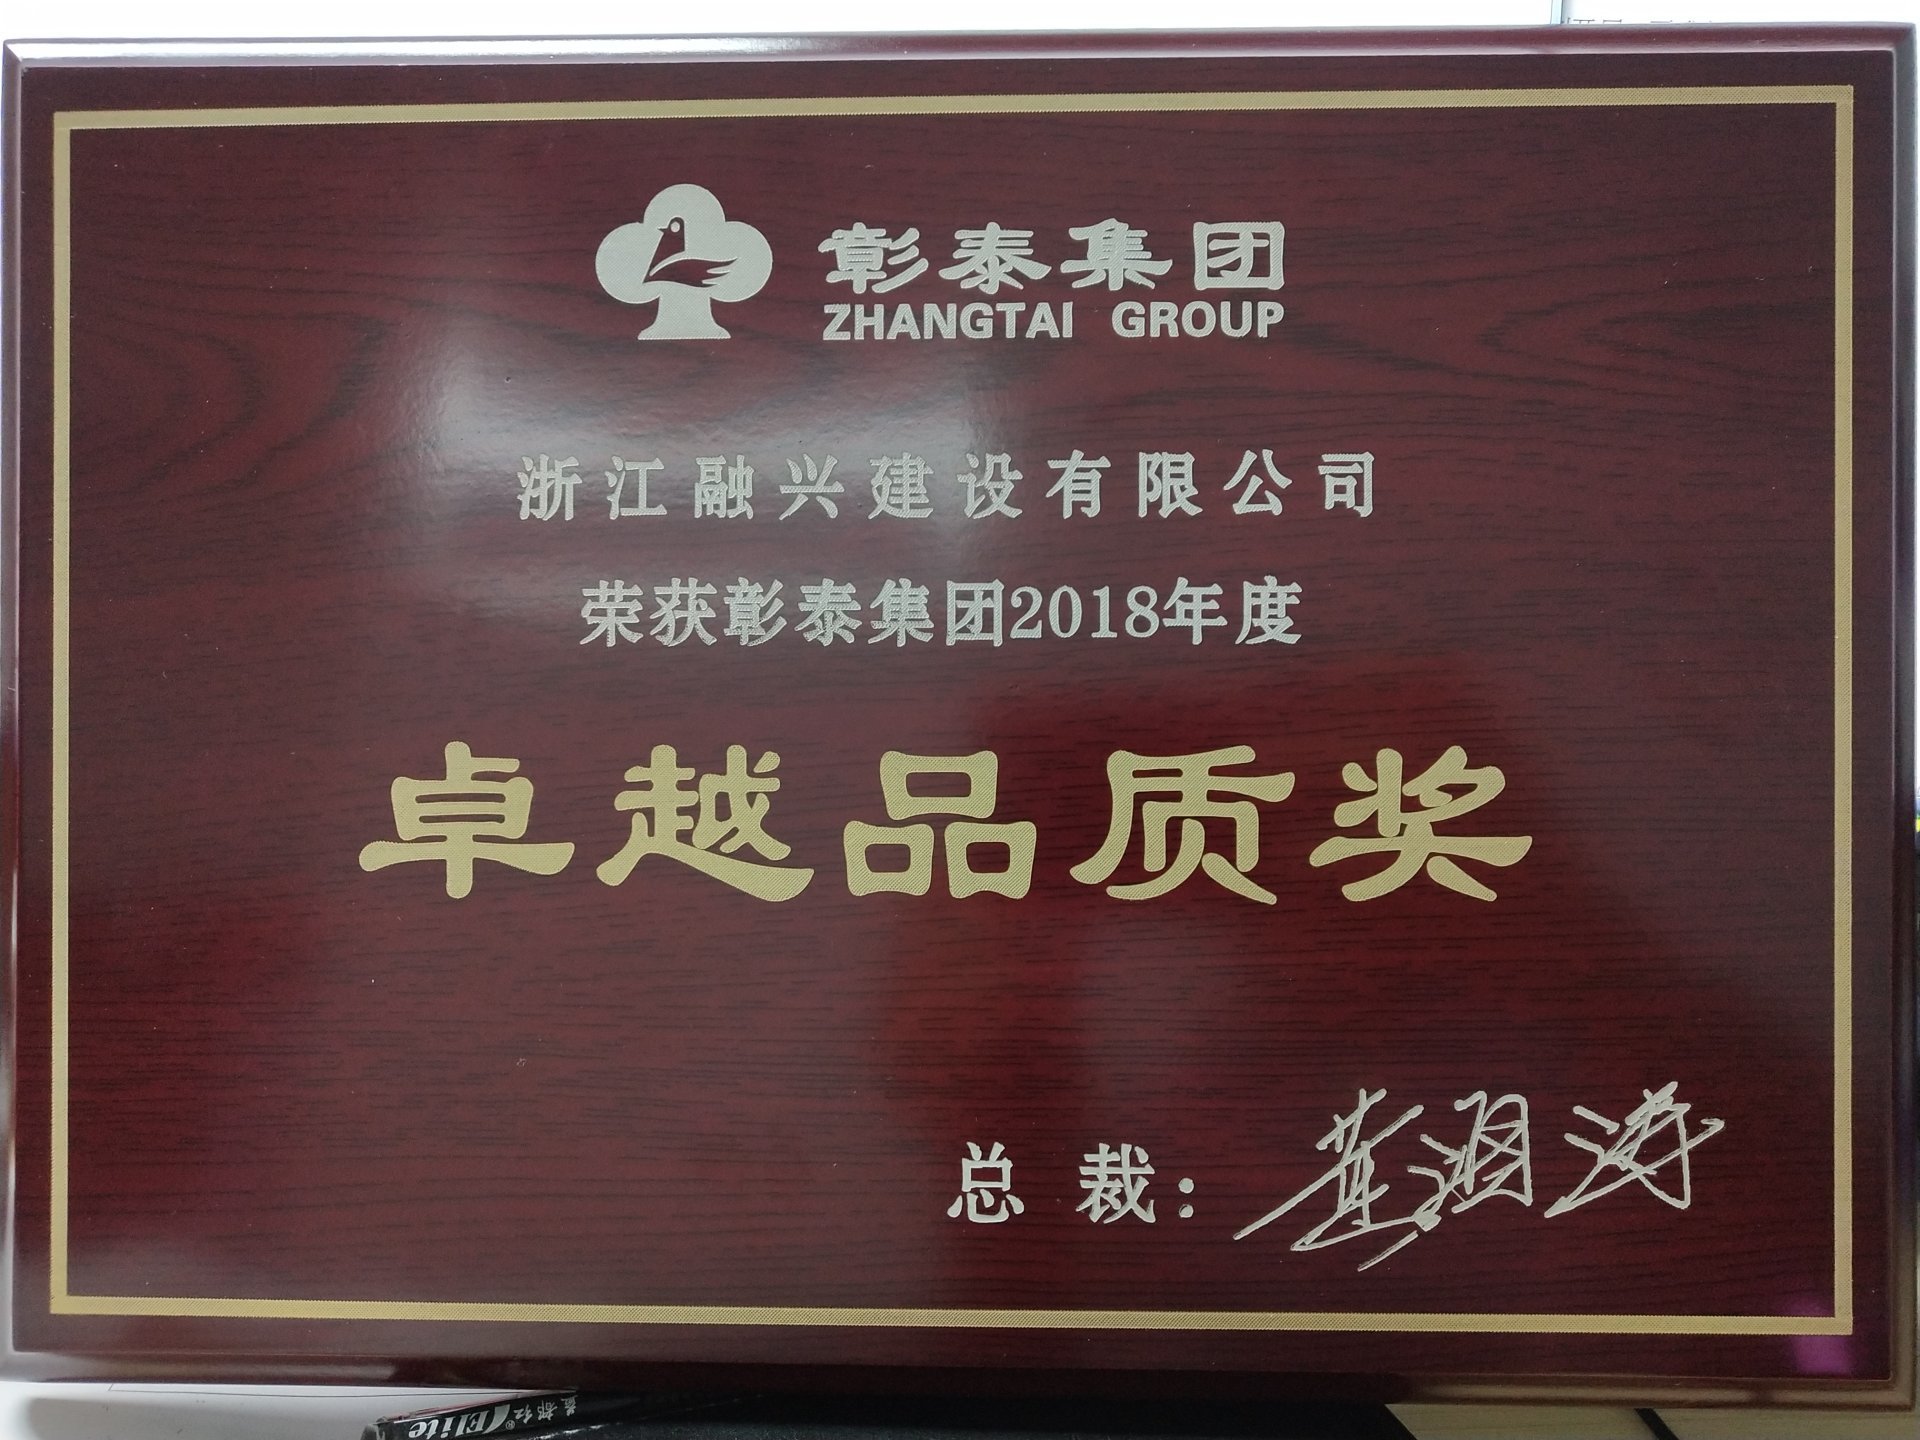 彰泰集团
ZHANGTAI GROUP
浙江融兴建设有限公司
荣获彰泰集团2018年度
卓越品质奖
总裁：
Elite